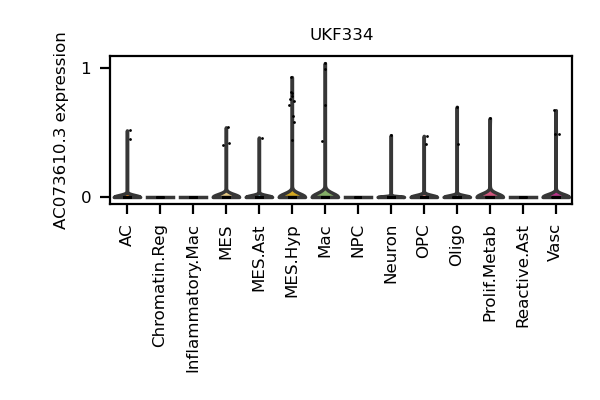 UKF334
AC073610.3 expression
1
0
AC
Chromatin.Reg
Inflammatory.Mac
MES
MES.Ast
MES.Hyp
Mac
NPC
Neuron
OPC
Oligo
Prolif.Metab
Reactive.Ast
Vasc